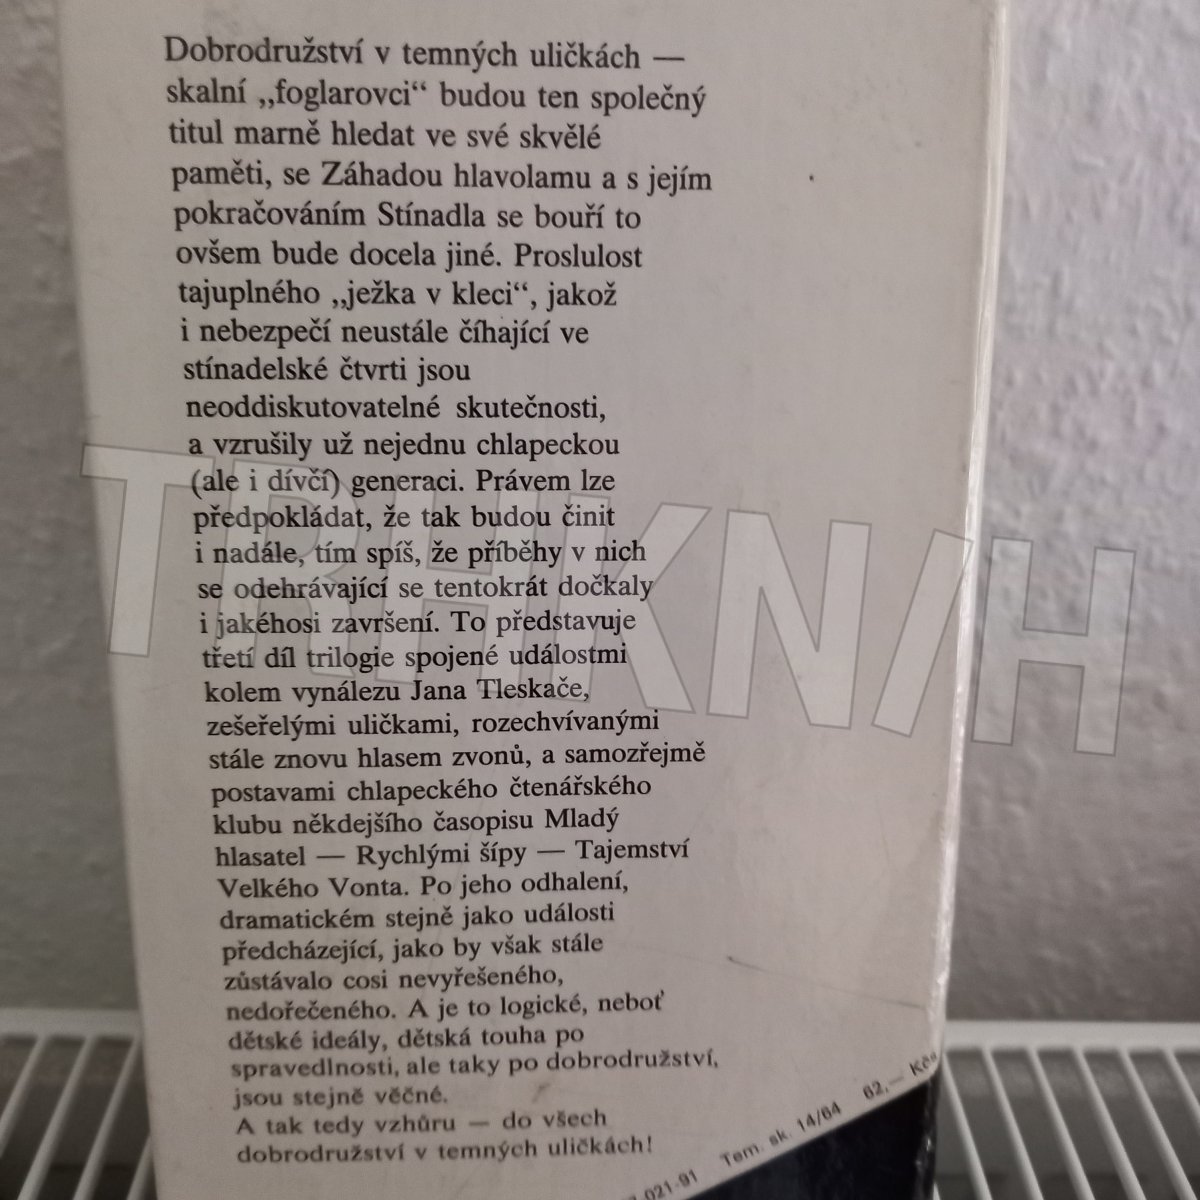 Dobrodružství v temných uličkách —
skalní „foglarovci“ budou ten společný
titul marně hledat ve své skvělé
paměti, se Záhadou hlavolamu a s jejím
pokračováním Stínadla se bouří to
ovšem bude docela jiné. Proslulost
tajuplného „ježka v kleci“, jakož
i nebezpečí neustále číhající ve
stínadelské čtvrti jsou
neoddiskutovatelné skutečnosti,
a vzrušily už nejednu chlapeckou
(ale i dívčí) generaci. Právem lze
předpokládat, že tak budou činit
i nadále, tím spíš, že příběhy v nich
se odehrávající se tentokrát dočkaly
i jakéhosi završení. To představuje
třetí díl trilogie spojené událostmi
kolem vynálezu Jana Tleskače,
zešeřelými uličkami, rozechvívanými
stále znovu hlasem zvonů, a samozřejmě
postavami chlapeckého čtenářského
klubu někdejšího časopisu Mladý
hlasatel — Rychlými šípy — Tajemství
Velkého Vonta. Po jeho odhalení,
dramatickém stejně jako události
předcházející, jako by však stále
zůstávalo cosi nevyřešeného,
nedořečeného. A je to logické, neboť
dětské ideály, dětská touha po
spravedlnosti, ale taky po dobrodružství,
jsou stejně věčné.
A tak tedy vzhůru — do všech
dobrodružství v temných uličkách!
021-91 Tem. sk. 14/64 62,— Kčs
TRHKNIH